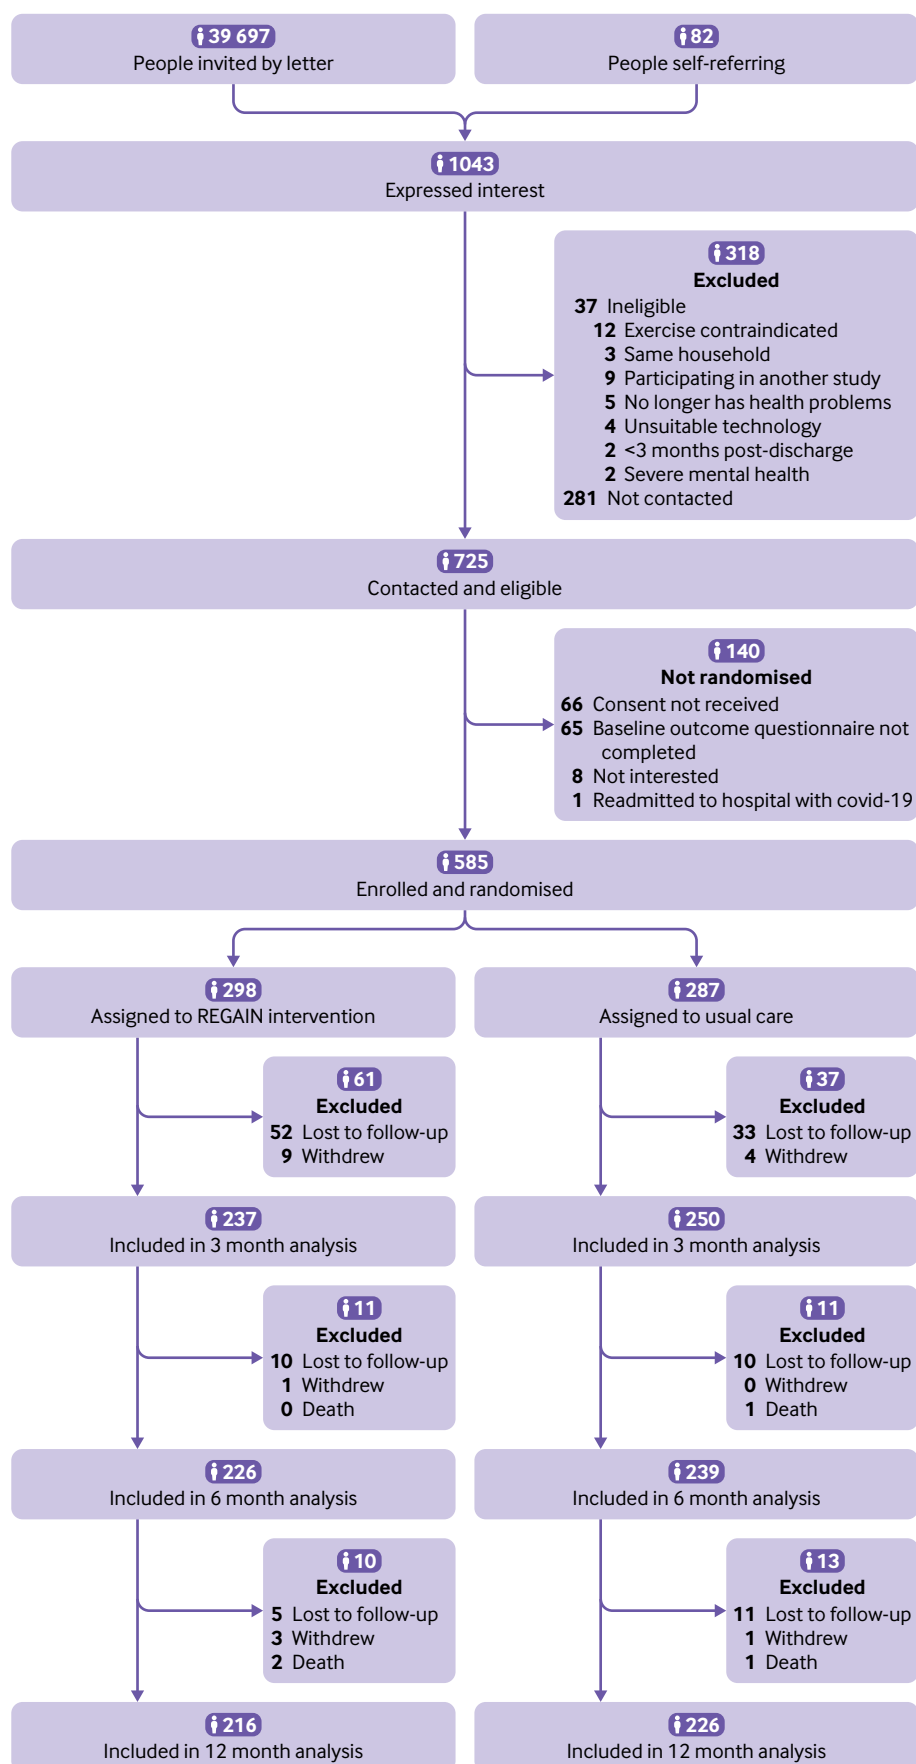 39 697
People invited by letter
82
People self-referring
1043
Expressed interest
318
Excluded
37 Ineligible
12 Exercise contraindicated
3 Same household
9 Participating in another study
5 No longer has health problems
4 Unsuitable technology
2 <3 months post-discharge
2 Severe mental health
281 Not contacted
725
Contacted and eligible
140
Not randomised
66 Consent not received
65 Baseline outcome questionnaire not
completed
8 Not interested
1 Readmitted to hospital with covid-19
585
Enrolled and randomised
298
Assigned to REGAIN intervention
287
Assigned to usual care
61
Excluded
52 Lost to follow-up
9 Withdrew
37
Excluded
33 Lost to follow-up
4 Withdrew
237
Included in 3 month analysis
250
Included in 3 month analysis
11
Excluded
10 Lost to follow-up
1 Withdrew
0 Death
11
Excluded
10 Lost to follow-up
0 Withdrew
1 Death
226
Included in 6 month analysis
239
Included in 6 month analysis
10
Excluded
5 Lost to follow-up
3 Withdrew
2 Death
13
Excluded
11 Lost to follow-up
1 Withdrew
1 Death
216
Included in 12 month analysis
226
Included in 12 month analysis